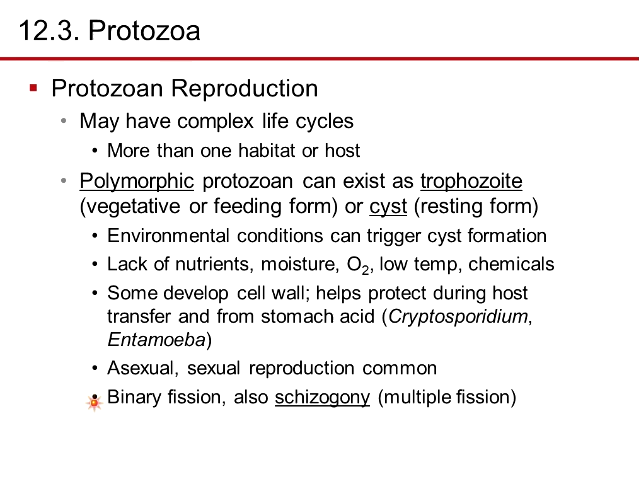 12.3. Protozoa
▪ Protozoan Reproduction
• May have complex life cycles
• More than one habitat or host
• Polymorphic protozoan can exist as trophozoite
(vegetative or feeding form) or cyst (resting form)
• Environmental conditions can trigger cyst formation
• Lack of nutrients, moisture, O₂, low temp, chemicals
• Some develop cell wall; helps protect during host
transfer and from stomach acid (Cryptosporidium,
Entamoeba)
• Asexual, sexual reproduction common
• Binary fission, also schizogony (multiple fission)